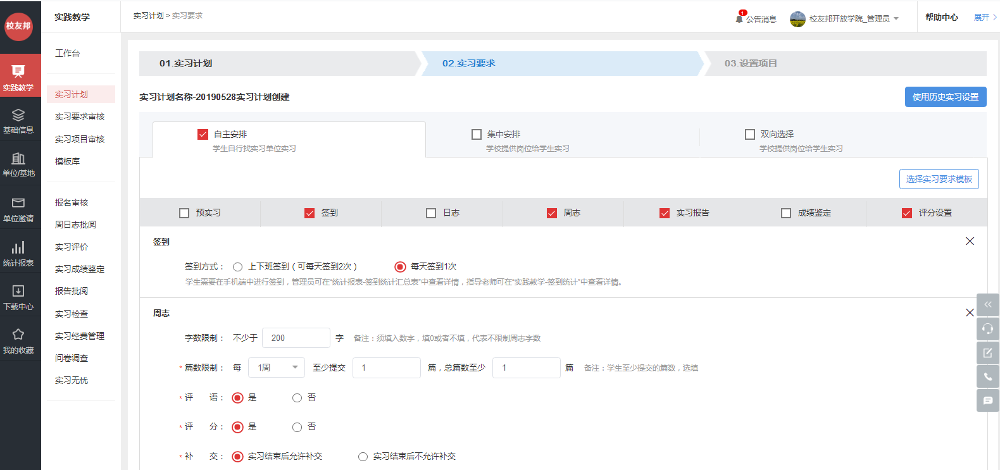 校友邦
实践教学
基础信息
单位/基地
单位邀请
统计报表
下载中心
我的收藏
实践教学
工作台
实习计划
实习要求审核
实习项目审核
模板库
报名审核
周日志批阅
实习评价
实习成绩鉴定
报告批阅
实习检查
实习经费管理
问卷调查
实习无忧
实习计划 > 实习要求
1
公告消息
校友邦开放学院_管理员
帮助中心
展开 >
01.实习计划
02.实习要求
03.设置项目
实习计划名称-20190528实习计划创建
使用历史实习设置
自主安排
学生自行找实习单位实习
集中安排
学校提供岗位给学生实习
双向选择
学校提供岗位给学生实习
选择实习要求模板
预实习 签到 日志 周志 实习报告 成绩鉴定 评分设置
签到
签到方式： 上下班签到（可每天签到2次） 每天签到1次
学生需要在手机端中进行签到，管理员可在“统计报表-签到统计汇总表”中查看详情，指导老师可在“实践教学-签到统计”中查看详情。
周志
字数限制： 不少于 200 字 备注：须填入数字，填0或者不填，代表不限制周志字数
* 篇数限制： 每 1周 至少提交 1 篇，总篇数至少 1 篇 备注：学生至少提交的篇数，选填
* 评 语： 是 否
* 评 分： 是 否
* 补 交： 实习结束后允许补交 实习结束后不允许补交